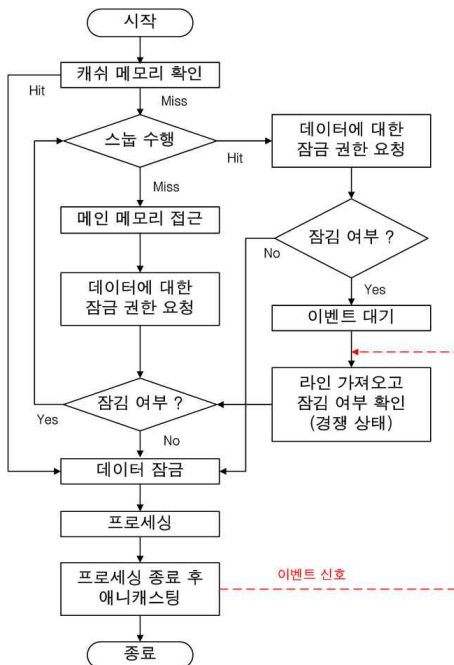 시작
캐쉬 메모리 확인
Hit
Miss
스눕 수행
Hit
데이터에 대한
잠금 권한 요청
Miss
메인 메모리 접근
잠김 여부 ?
No
Yes
데이터에 대한
잠금 권한 요청
이벤트 대기
라인 가져오고
잠김 여부 확인
(경쟁 상태)
잠김 여부 ?
Yes
No
데이터 잠금
프로세싱
프로세싱 종료 후
애니캐스팅
이벤트 신호
종료